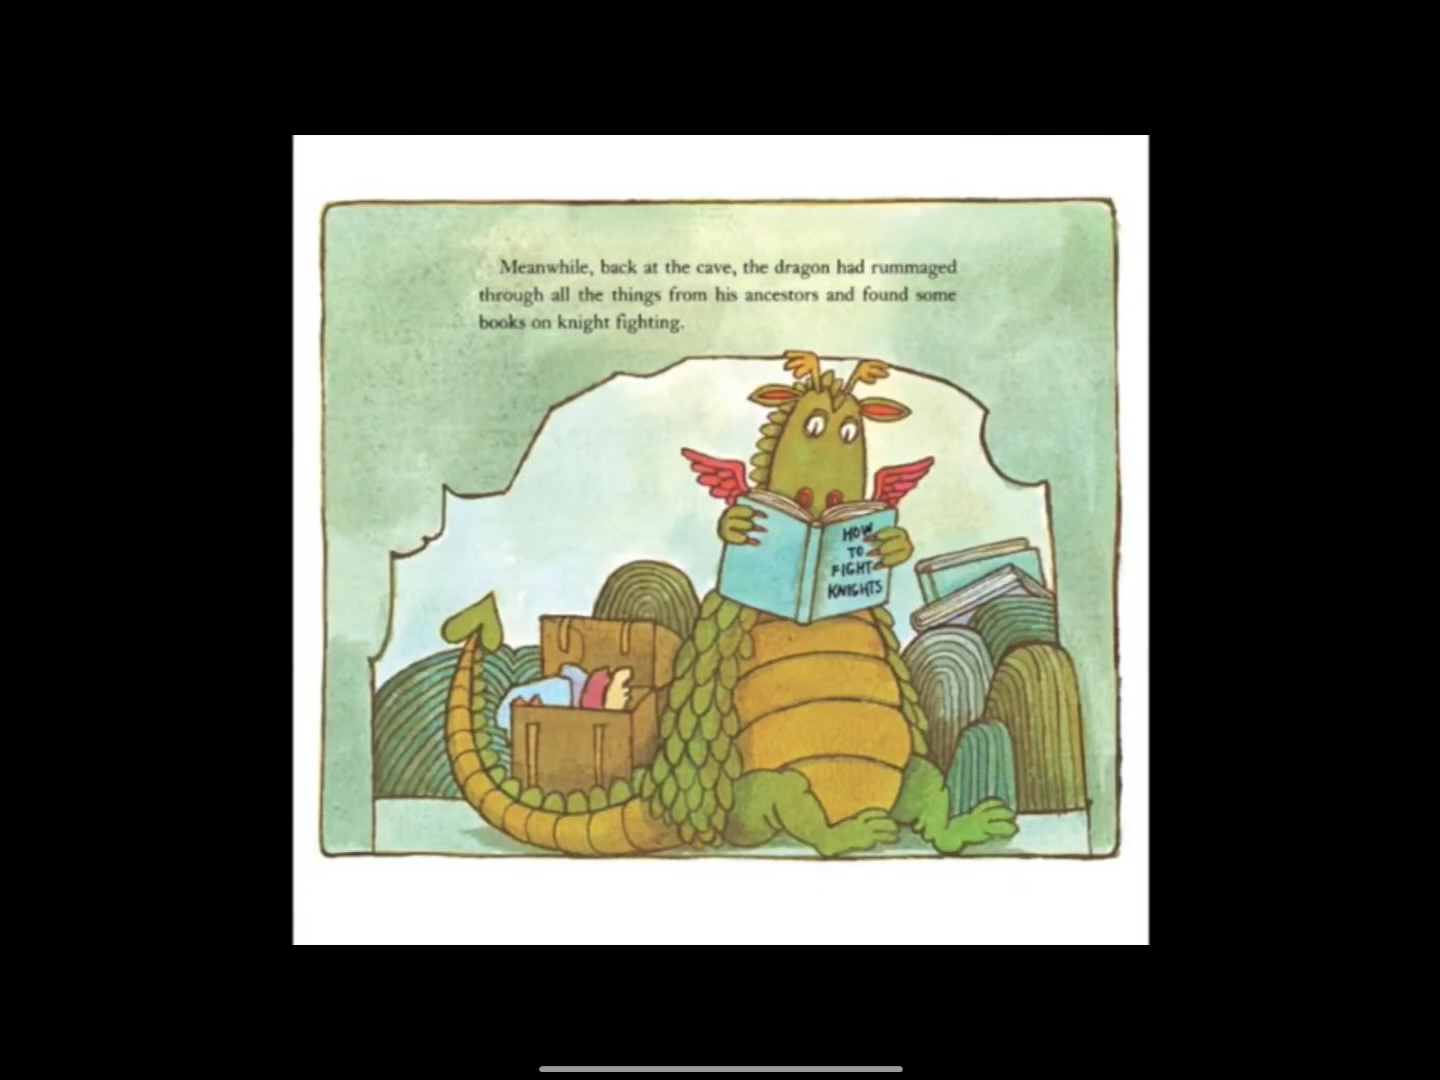 Meanwhile, back at the cave, the dragon had rummaged
through all the things from his ancestors and found some
books on knight fighting.
HOW
TO
FIGHT
KNIGHTS